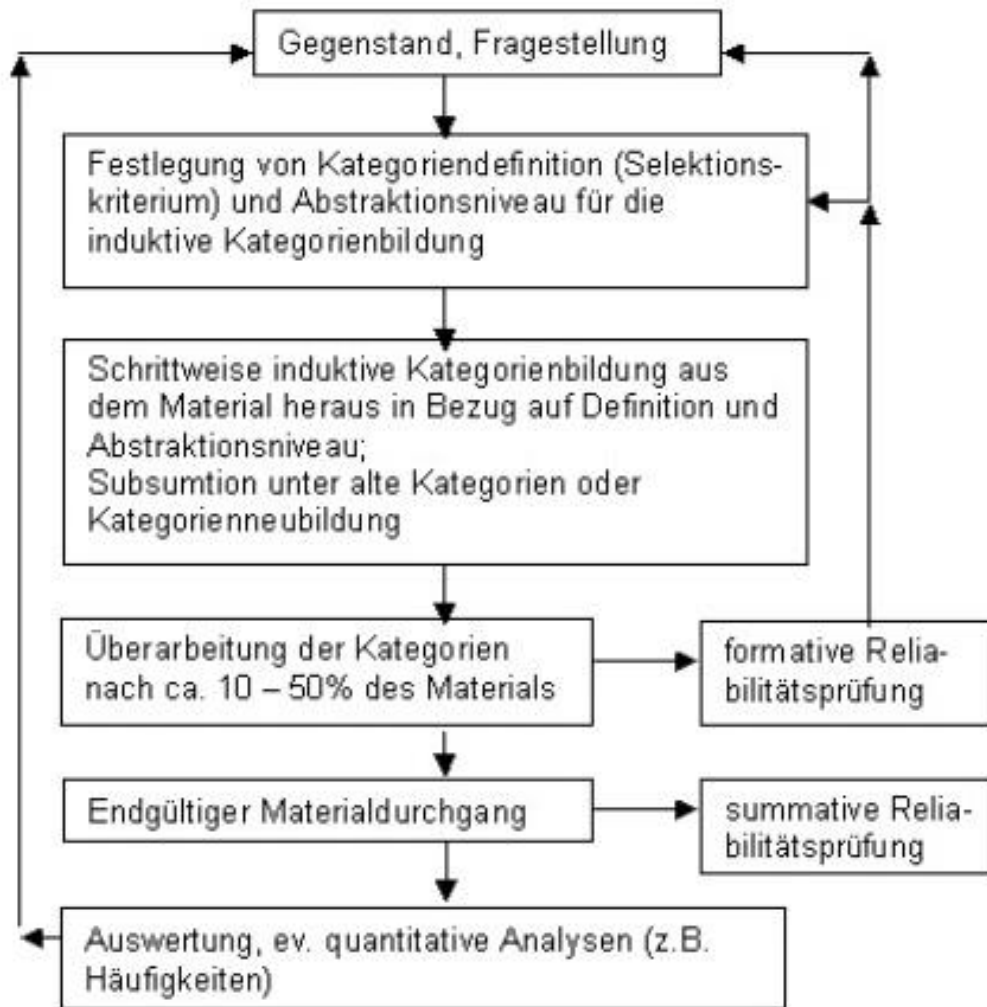 Gegenstand, Fragestellung
Festlegung von Kategoriendefinition (Selektions-
kriterium) und Abstraktionsniveau für die
induktive Kategorienbildung
Schrittweise induktive Kategorienbildung aus
dem Material heraus in Bezug auf Definition und
Abstraktionsniveau;
Subsumtion unter alte Kategorien oder
Kategorienneubildung
Überarbeitung der Kategorien
nach ca. 10 – 50% des Materials
formative Relia-
bilitätsprüfung
Endgültiger Materialdurchgang
summative Relia-
bilitätsprüfung
Auswertung, ev. quantitative Analysen (z.B.
Häufigkeiten)